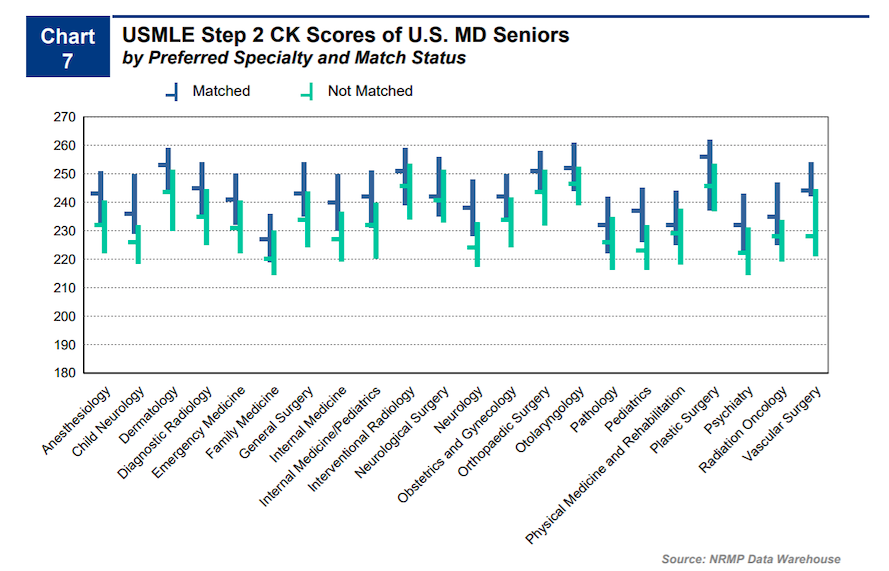 Chart
7
USMLE Step 2 CK Scores of U.S. MD Seniors
by Preferred Specialty and Match Status
Matched
Not Matched
270
260
250
240
230
220
210
200
190
180
Anesthesiology
Child Neurology
Dermatology
Diagnostic Radiology
Emergency Medicine
Family Medicine
General Surgery
Internal Medicine
Internal Medicine/Pediatrics
Interventional Radiology
Neurological Surgery
Neurology
Obstetrics and Gynecology
Orthopaedic Surgery
Otolaryngology
Pathology
Pediatrics
Physical Medicine and Rehabilitation
Plastic Surgery
Psychiatry
Radiation Oncology
Vascular Surgery
Source: NRMP Data Warehouse